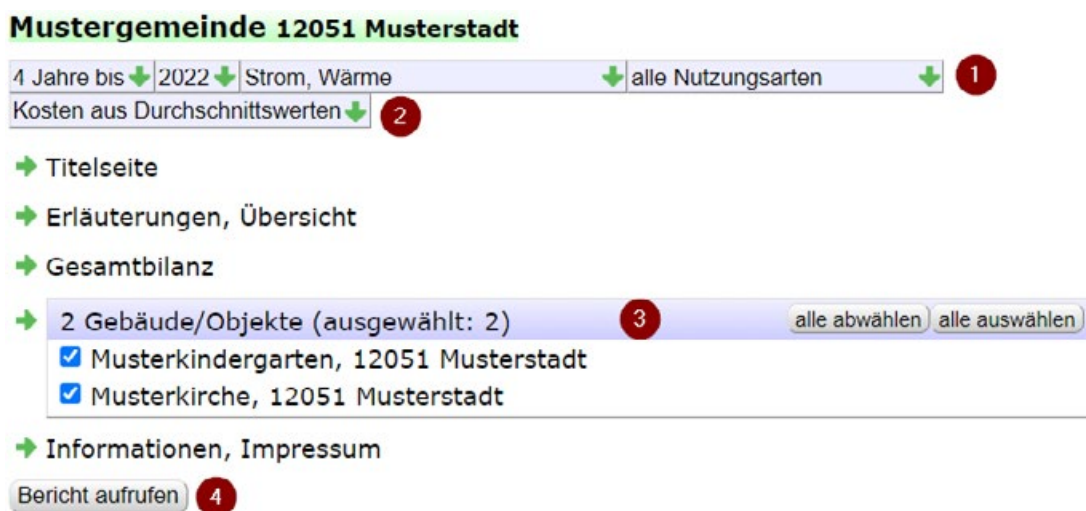 Mustergemeinde 12051 Musterstadt
4 Jahre bis 2022 Strom, Wärme alle Nutzungsarten 1
Kosten aus Durchschnittswerten 2
Titelseite
Erläuterungen, Übersicht
Gesamtbilanz
2 Gebäude/Objekte (ausgewählt: 2) 3 alle abwählen alle auswählen
Musterkindergarten, 12051 Musterstadt
Musterkirche, 12051 Musterstadt
Informationen, Impressum
Bericht aufrufen 4